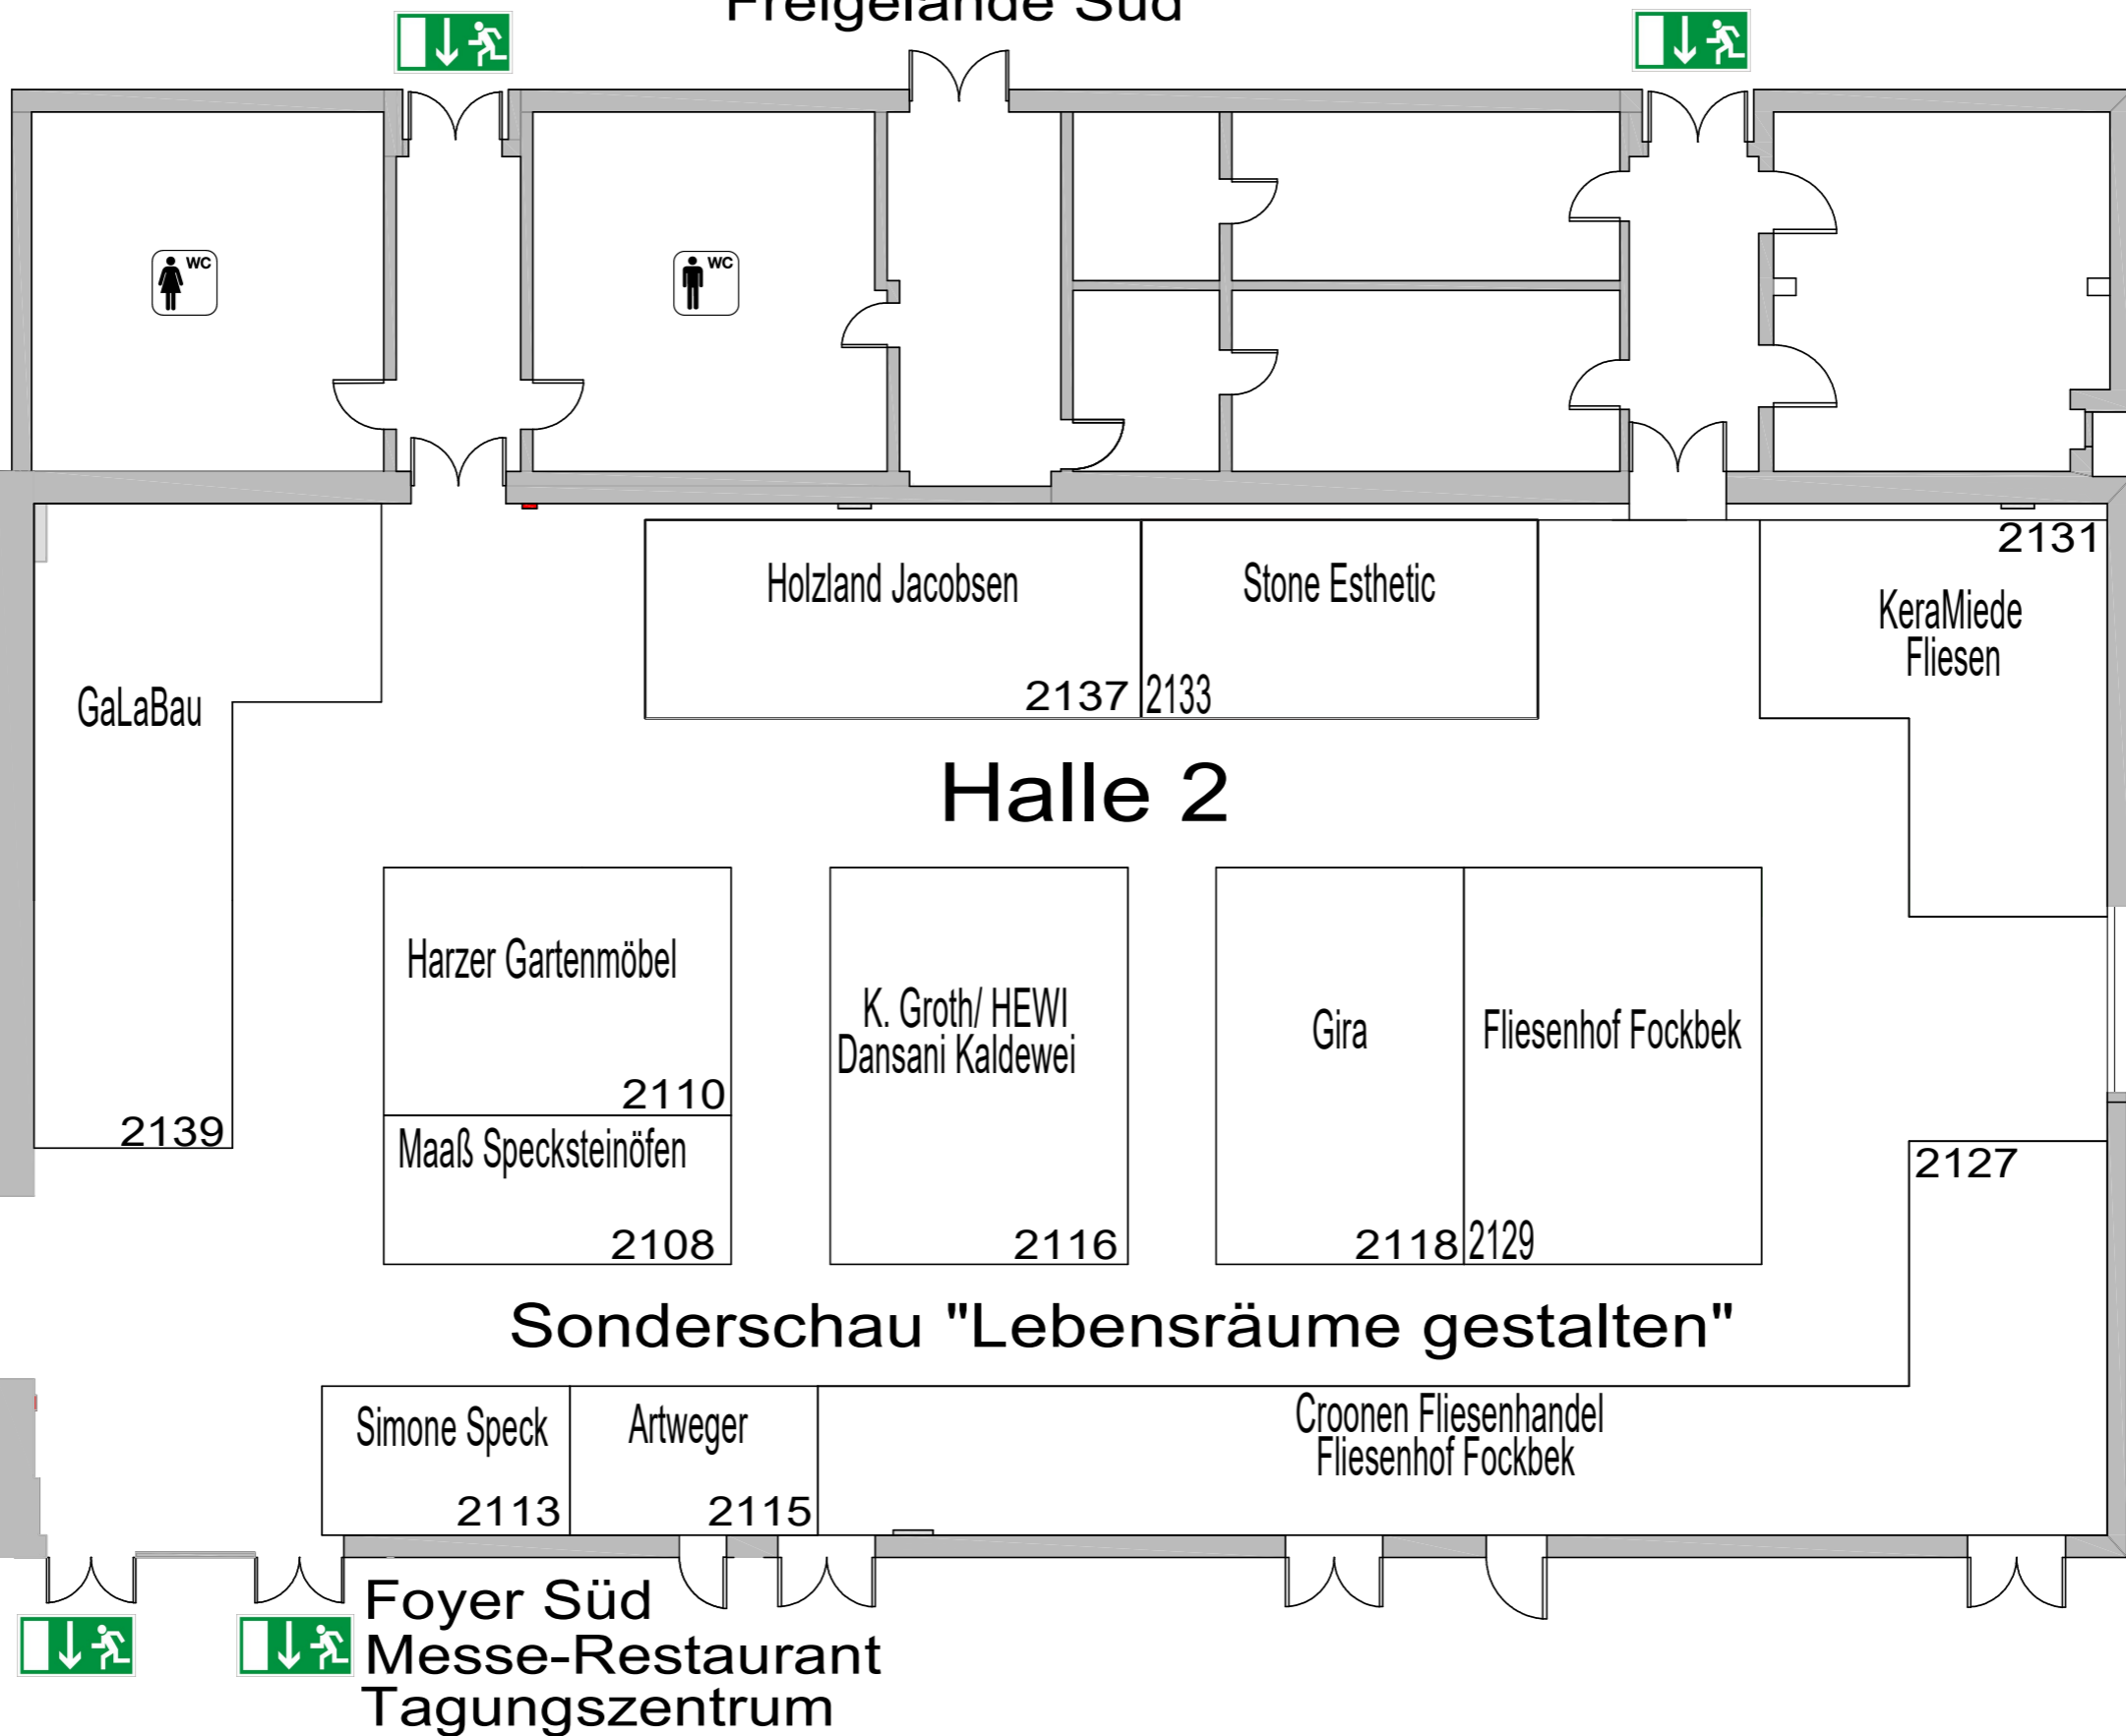 Freigelände Süd
WC
WC
2131
Holzland Jacobsen
Stone Esthetic
KeraMiede
Fliesen
2137
2133
GaLaBau
Halle 2
Harzer Gartenmöbel
2110
K. Groth/ HEWI
Dansani Kaldewei
Gira
Fliesenhof Fockbek
2139
Maaß Specksteinöfen
2108
2116
2118
2129
2127
Sonderschau "Lebensräume gestalten"
Simone Speck
2113
Artweger
2115
Croonen Fliesenhandel
Fliesenhof Fockbek
Foyer Süd
Messe-Restaurant
Tagungszentrum